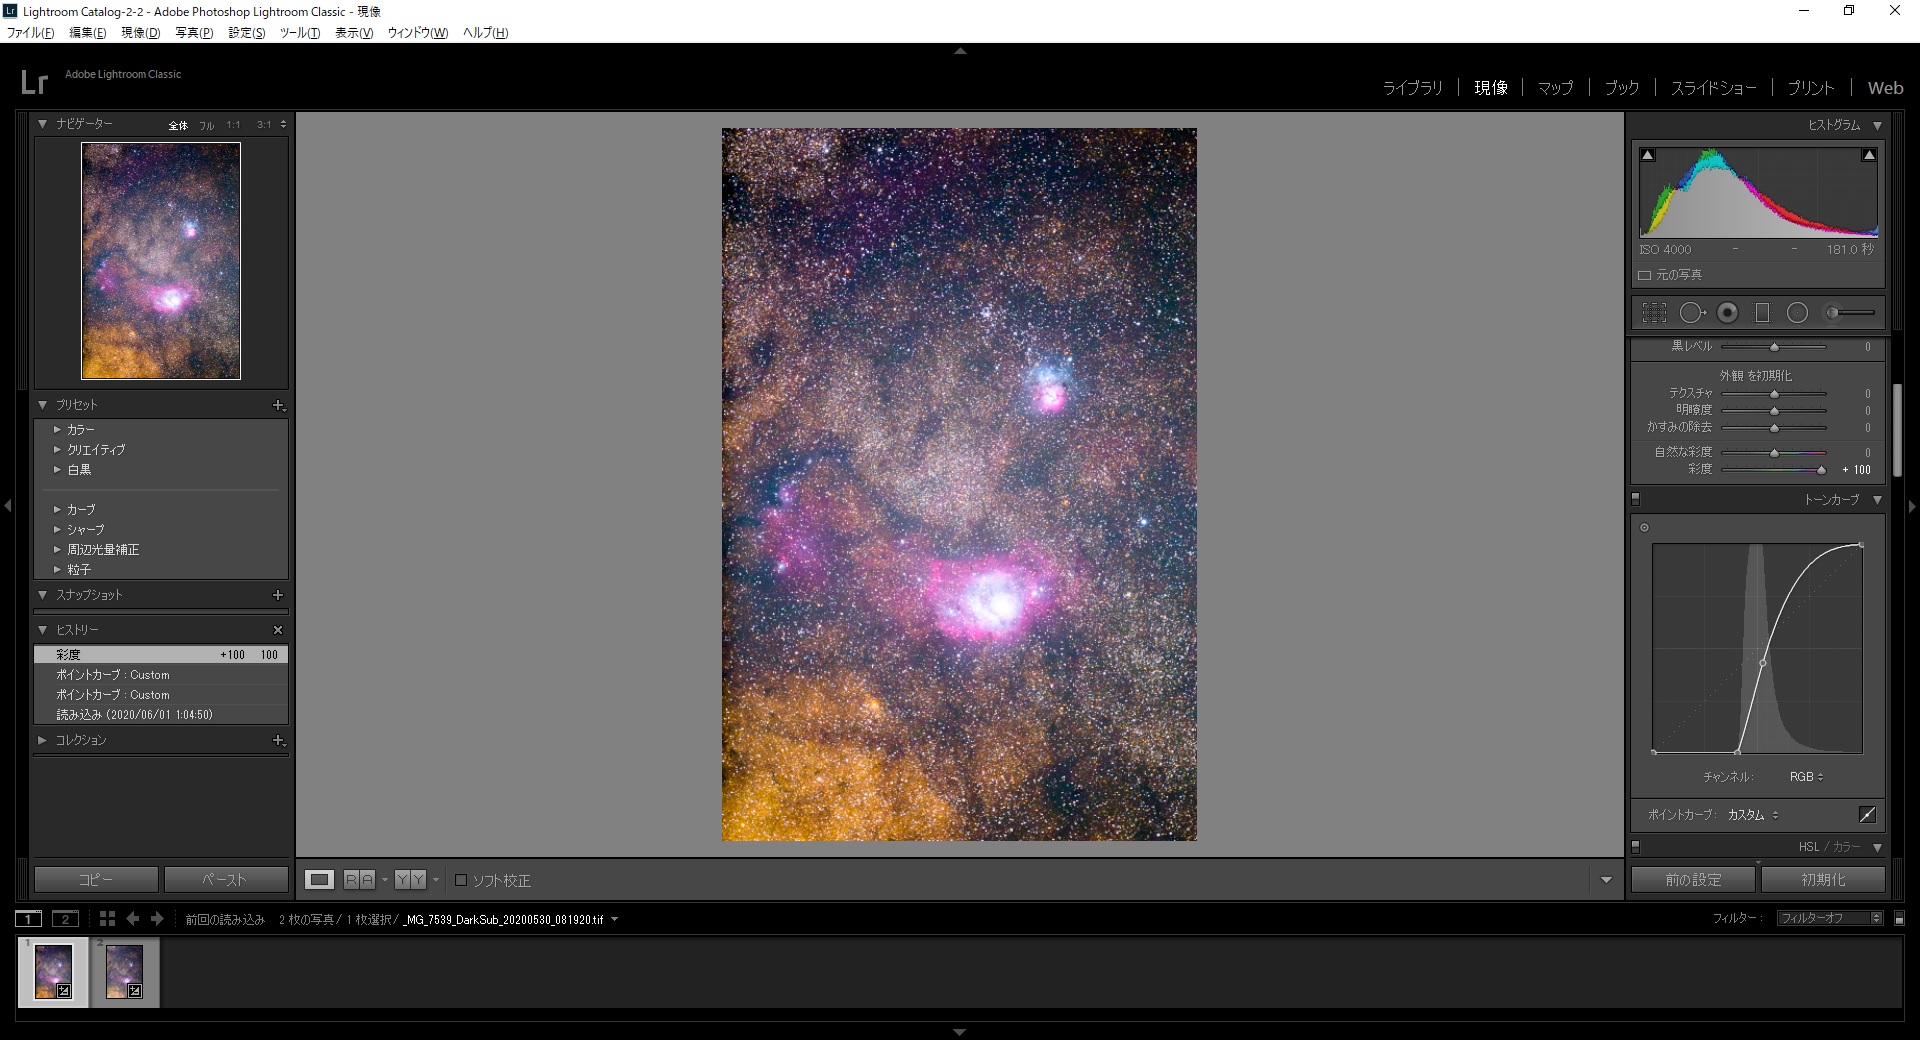 Lr Lightroom Catalog-2-2 - Adobe Photoshop Lightroom Classic - 現像
ファイル(F) 編集(E) 現像(D) 写真(P) 設定(S) ツール(T) 表示(V) ウィンドウ(W) ヘルプ(H)
Lr Adobe Lightroom Classic
ライブラリ | 現像 | マップ | ブック | スライドショー | プリント | Web
ナビゲーター 全体 フル 1:1 3:1
プリセット
カラー
クリエイティブ
白黒
カーブ
シャープ
周辺光量補正
粒子
スナップショット
ヒストリー
彩度 +100 100
ポイントカーブ : Custom
ポイントカーブ : Custom
読み込み (2020/06/01 1:04:50)
コレクション
コピー ペースト
RA YY ソフト校正
ヒストグラム
ISO 4000 - - 181.0 秒
元の写真
黒レベル 0
外観 を初期化
テクスチャ 0
明瞭度 0
かすみの除去 0
自然な彩度 0
彩度 + 100
トーンカーブ
チャンネル : RGB
ポイントカーブ : カスタム
HSL / カラー
前の設定 初期化
1 2 前回の読み込み 2 枚の写真/ 1 枚選択/ _MG_7539_DarkSub_20200530_081920.tif
フィルター : フィルターオフ
1 2